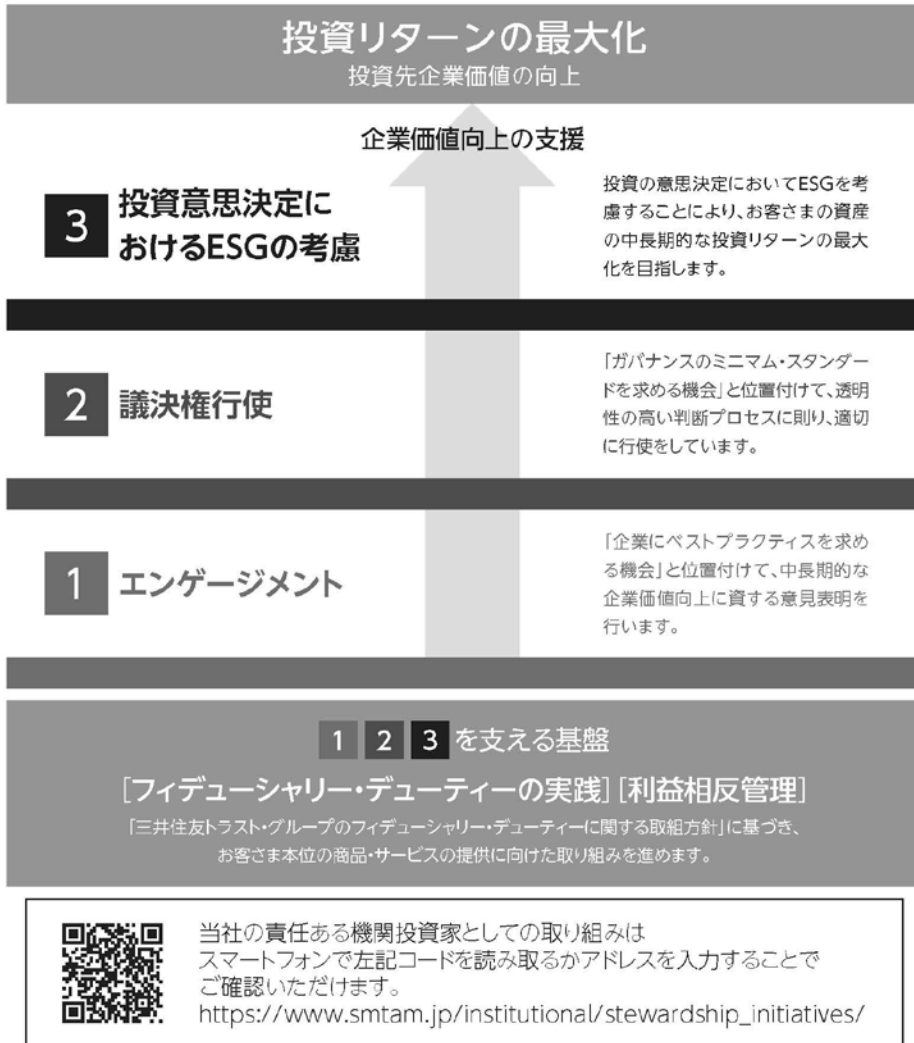 投資リターンの最大化
投資先企業価値の向上
企業価値向上の支援
3 投資意思決定に
おけるESGの考慮
投資の意思決定においてESGを考
慮することにより、お客さまの資産
の中長期的な投資リターンの最大
化を目指します。
2 議決権行使
「ガバナンスのミニマム・スタンダー
ドを求める機会」と位置付けて、透明
性の高い判断プロセスに則り、適切
に行使をしています。
1 エンゲージメント
「企業にベストプラクティスを求め
る機会」と位置付けて、中長期的な
企業価値向上に資する意見表明を
行います。
1 2 3 を支える基盤
[フィデューシャリー・デューティーの実践][利益相反管理]
「三井住友トラスト・グループのフィデューシャリー・デューティーに関する取組方針」に基づき、
お客さま本位の商品・サービスの提供に向けた取り組みを進めます。
当社の責任ある機関投資家としての取り組みは
スマートフォンで左記コードを読み取るかアドレスを入力することで
ご確認いただけます。
https://www.smtam.jp/institutional/stewardship_initiatives/